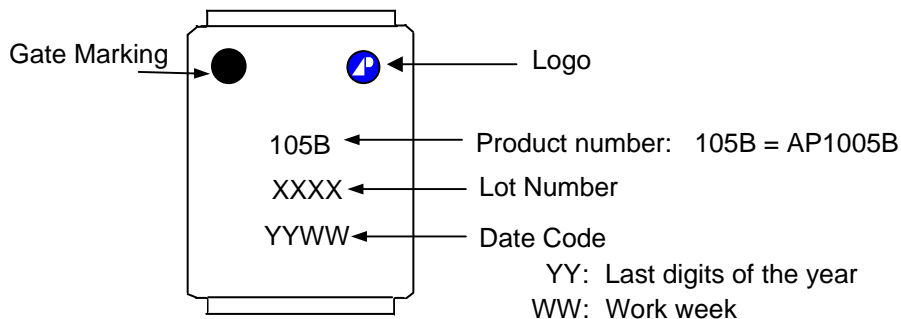 Gate Marking
AP
Logo
105B
Product number: 105B = AP1005B
XXXX
Lot Number
YYWW
Date Code
YY: Last digits of the year
WW: Work week